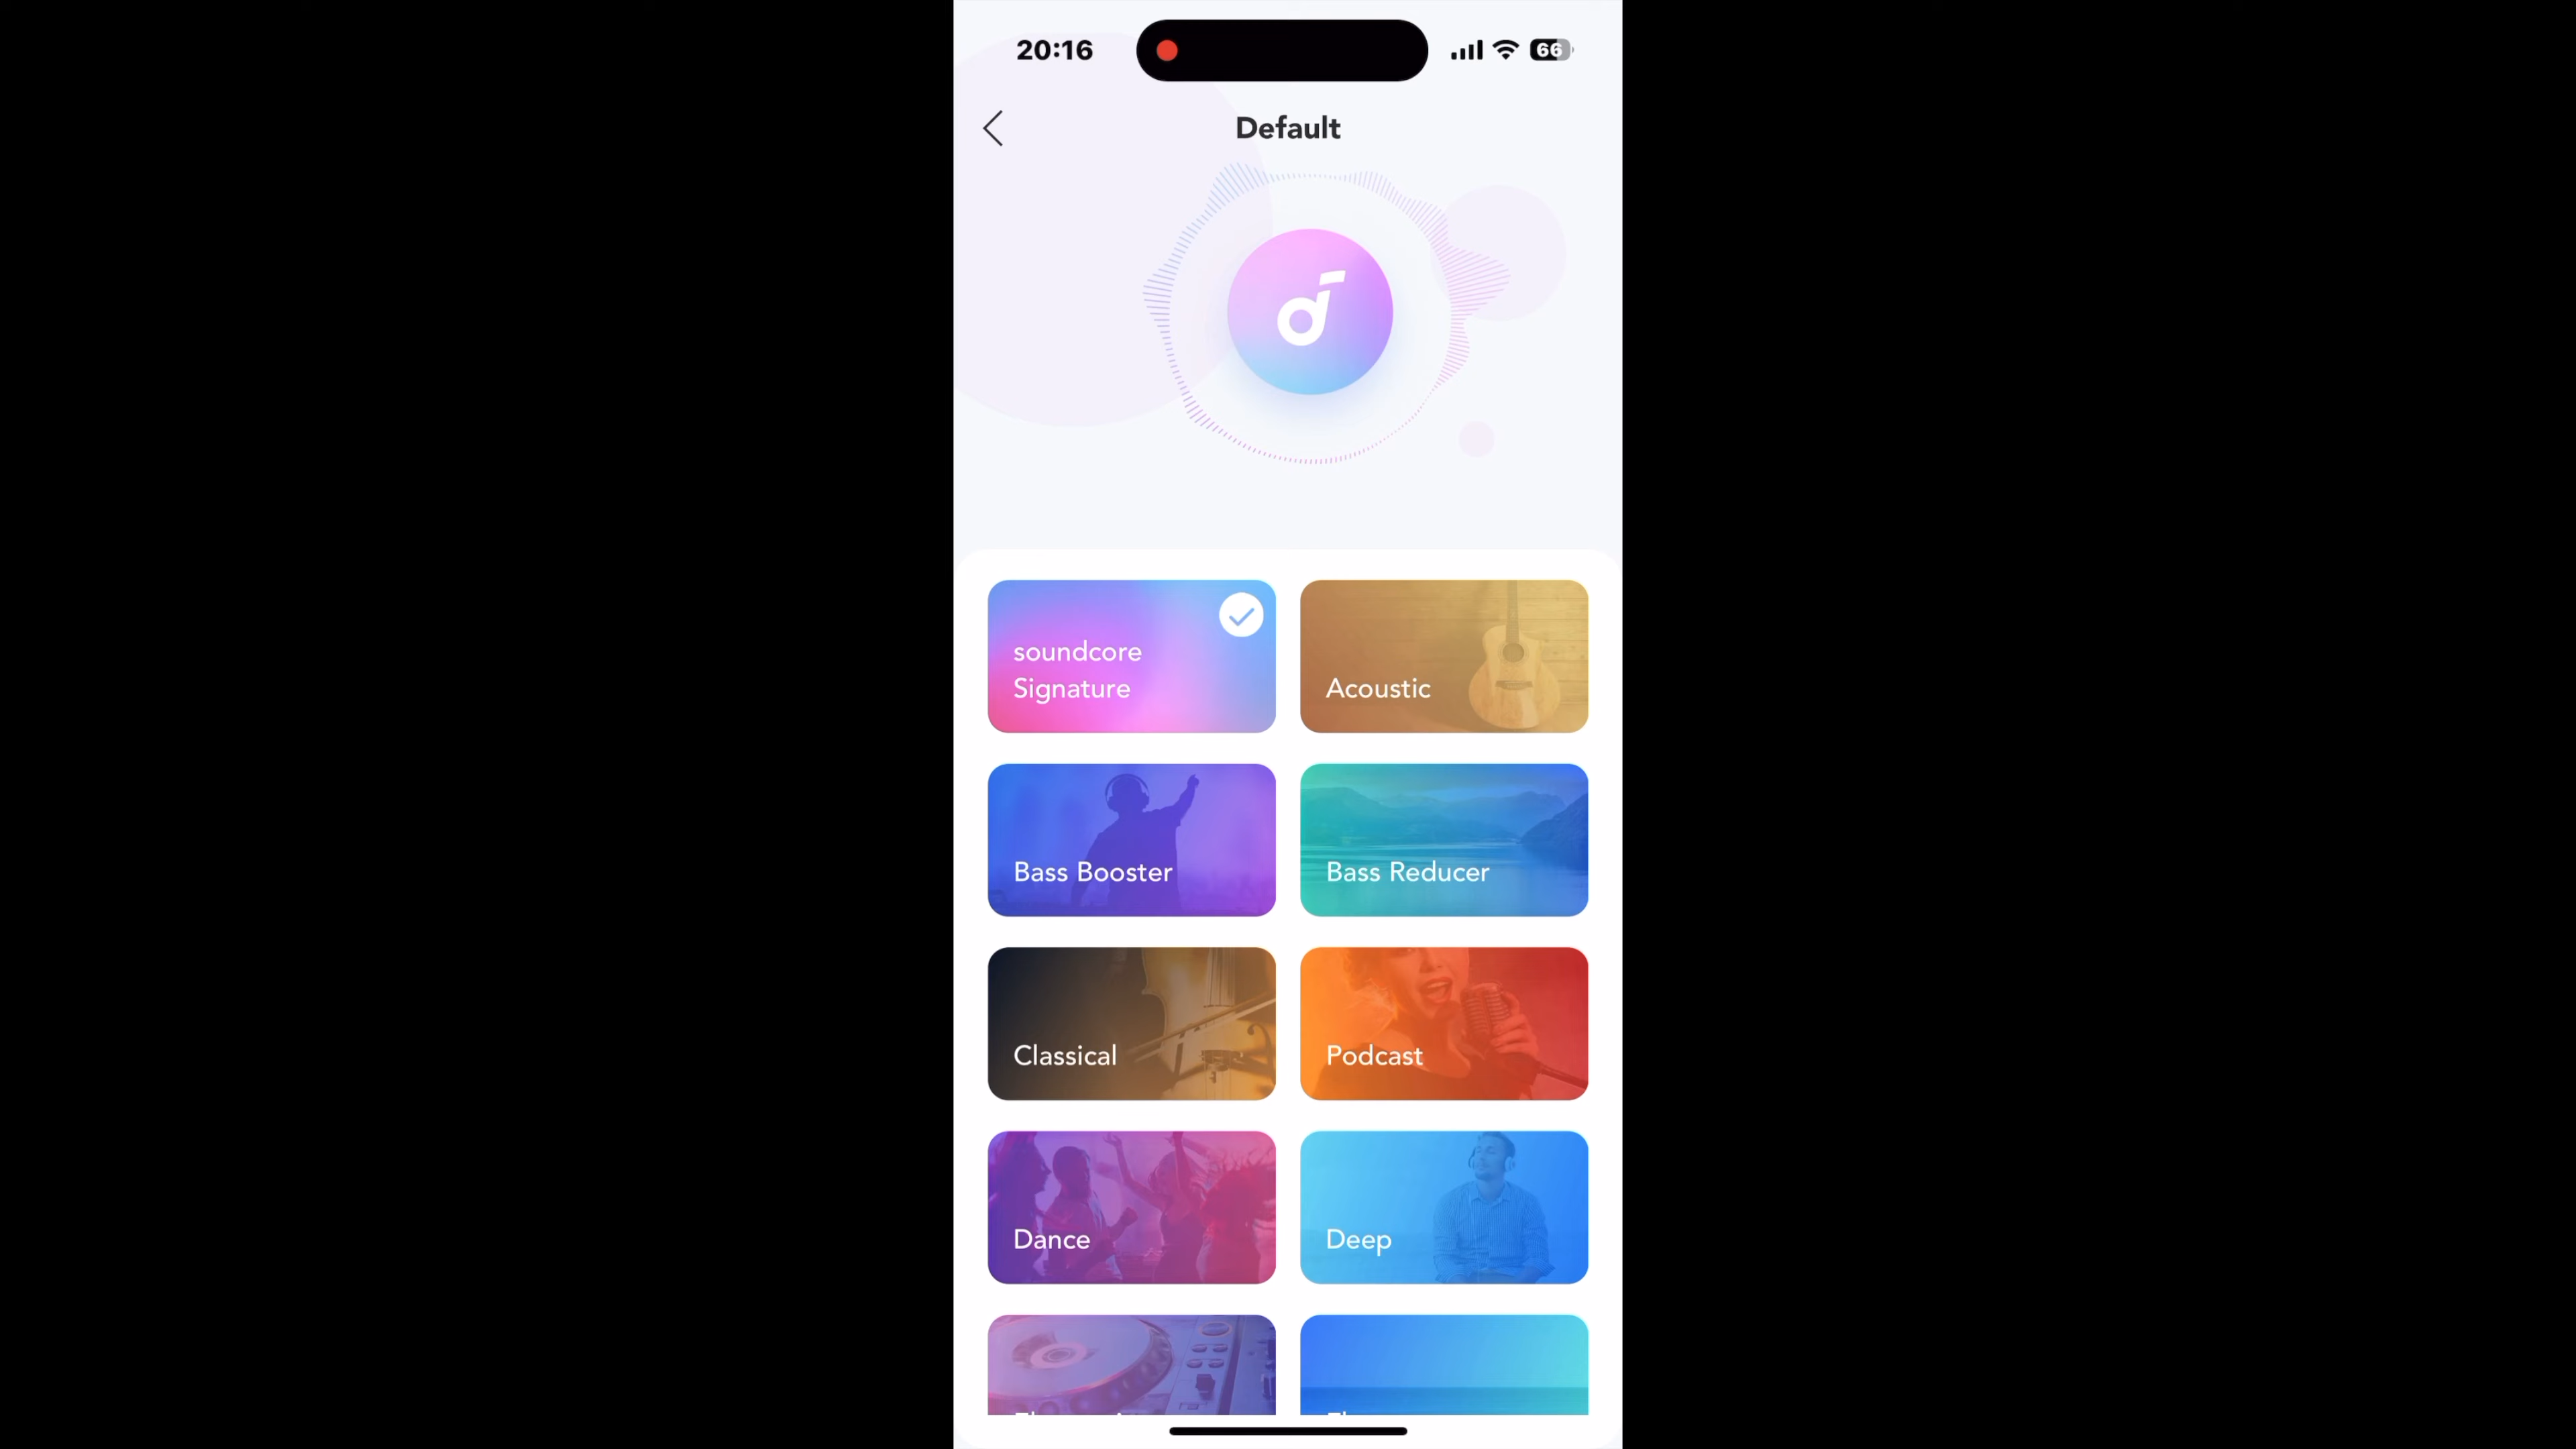 20:16
66
Default
soundcore
Signature
Acoustic
Bass Booster
Bass Reducer
Classical
Podcast
Dance
Deep